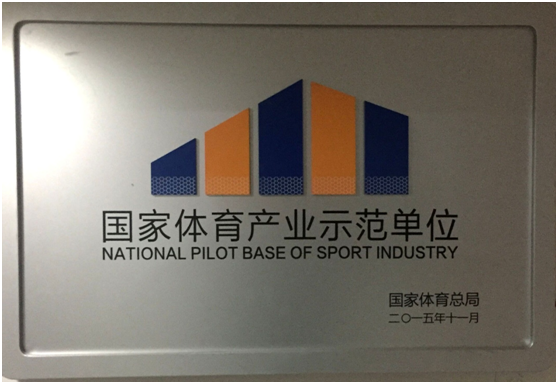 国家体育产业示范单位
NATIONAL PILOT BASE OF SPORT INDUSTRY
国家体育总局
二〇一五年十一月